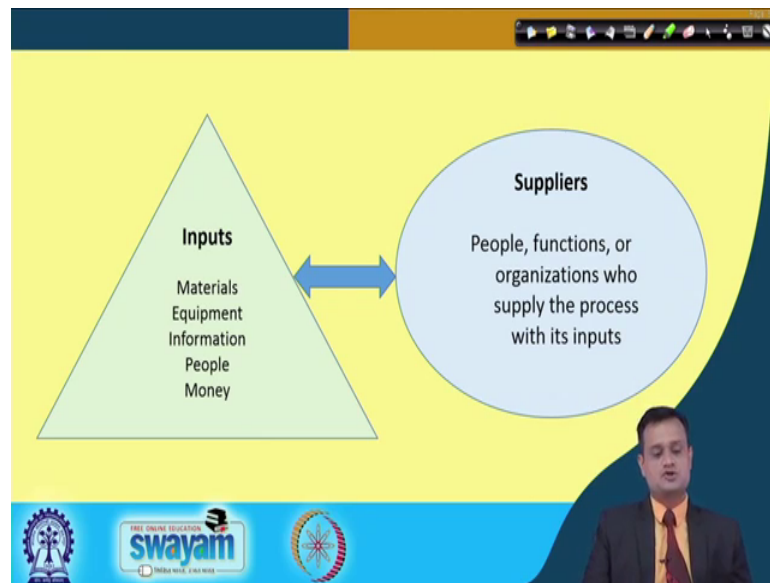 Inputs
Materials
Equipment
Information
People
Money
Suppliers
People, functions, or
organizations who
supply the process
with its inputs
FREE ONLINE EDUCATION
swayam